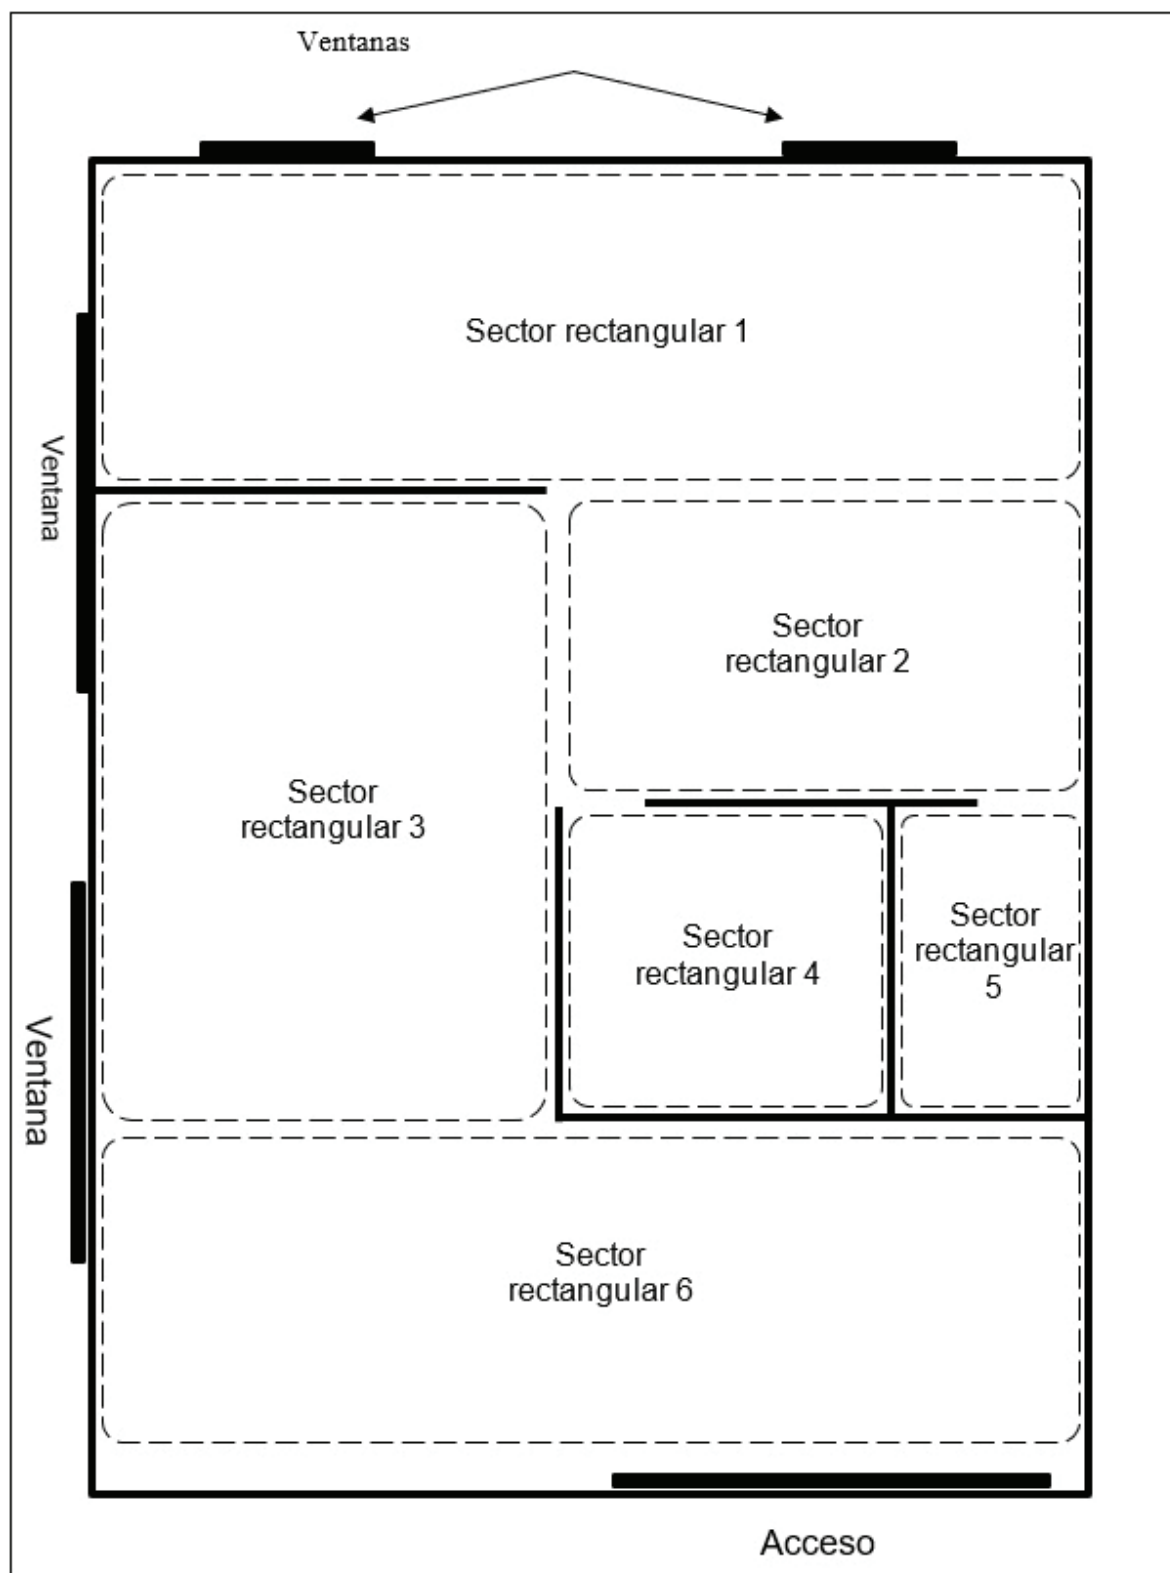 Ventanas
Sector rectangular 1
Ventana
Sector
rectangular 2
Sector
rectangular 3
Sector
rectangular 4
Sector
rectangular
5
Ventana
Sector
rectangular 6
Acceso